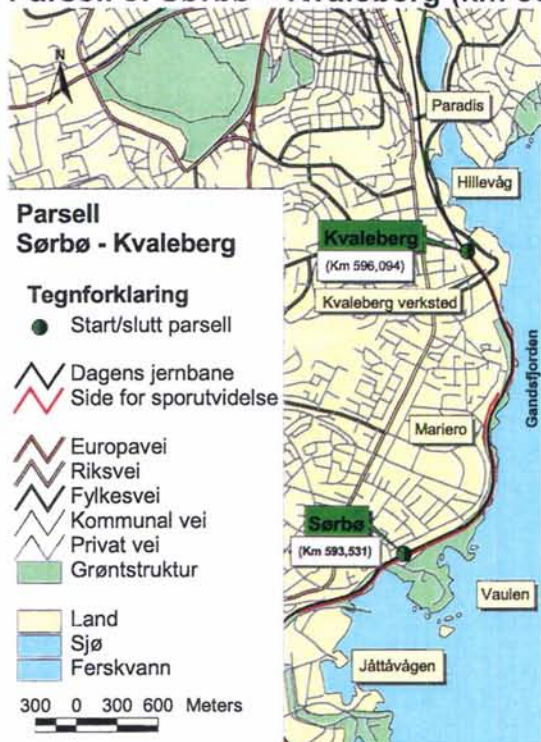 N
Paradis
Hillevåg
Kvaleberg
(Km 596,094)
Kvaleberg verksted
Gandsfjorden
Mariero
Sørbø
(Km 593,531)
Vaulen
Jåttåvågen
Parsell
Sørbø - Kvaleberg
Tegnforklaring
Start/slutt parsell
Dagens jernbane
Side for sporutvidelse
Europavei
Riksvei
Fylkesvei
Kommunal vei
Privat vei
Grøntstruktur
Land
Sjø
Ferskvann
300 0 600 Meters